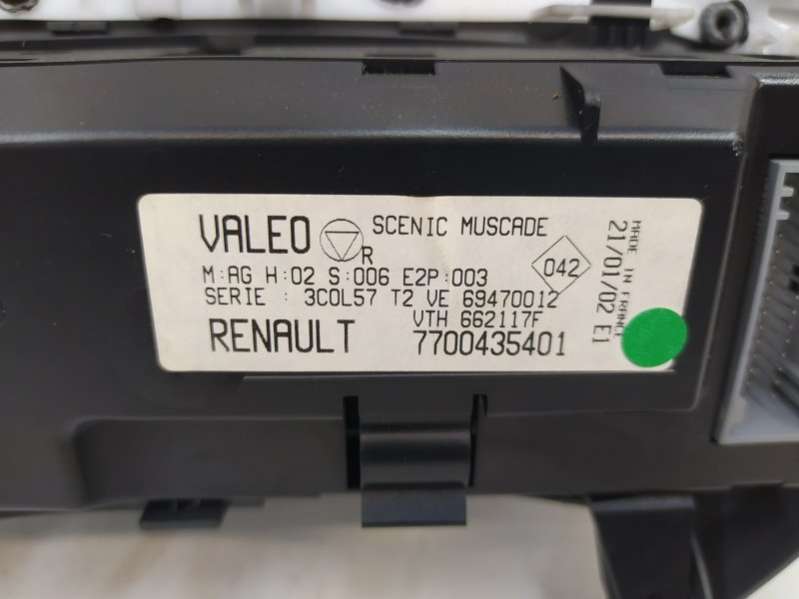 VALEO R SCENIC MUSCADE
M:AG H:02 S:006 E2P:003
042
SERIE : 3C0L57 T2 VE 69470012
VTH 662117F
RENAULT 7700435401
MADE IN FRANCE
21/01/02 E1